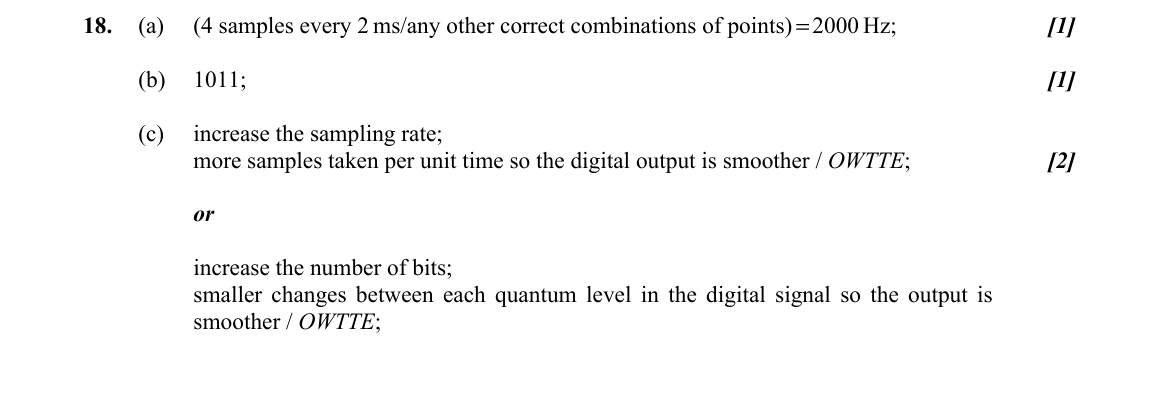 18. (a) (4 samples every 2 ms/any other correct combinations of points)=2000 Hz; [1]
(b) 1011; [1]
(c) increase the sampling rate;
more samples taken per unit time so the digital output is smoother / OWTTE; [2]
or
increase the number of bits;
smaller changes between each quantum level in the digital signal so the output is
smoother / OWTTE;